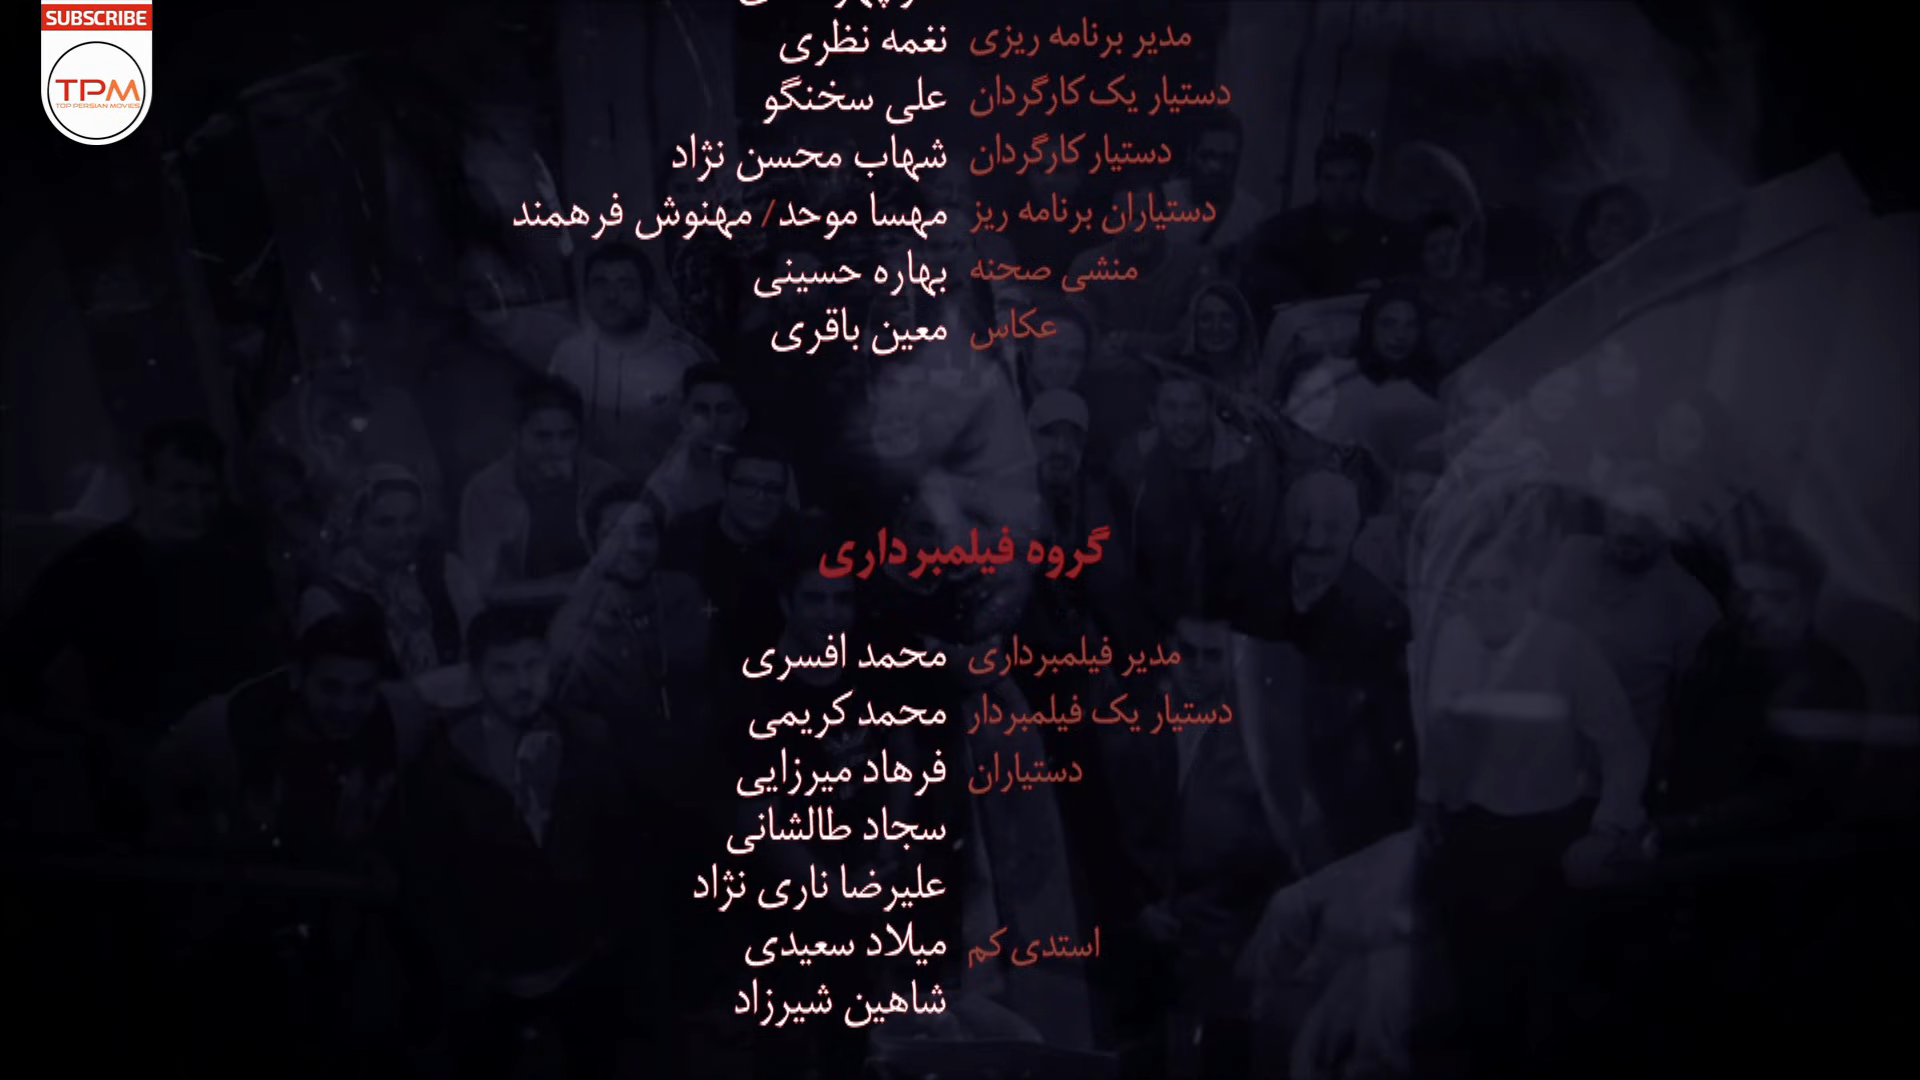 SUBSCRIBE
TPM
TOP PERSIAN MOVIES
مدیر برنامه ریزی نغمه نظری
دستیار یک کارگردان علی سخنگو
دستیار کارگردان شهاب محسن نژاد
دستیاران برنامه ریز مهسا موحد/ مهنوش فرهمند
منشی صحنه بهاره حسینی
عکاس معین باقری
گروه فیلمبرداری
مدیر فیلمبرداری محمد افسری
دستیار یک فیلمبردار محمد کریمی
دستیاران فرهاد میرزایی
سجاد طالشانی
علیرضا ناری نژاد
استدی کم میلاد سعیدی
شاهین شیرزاد